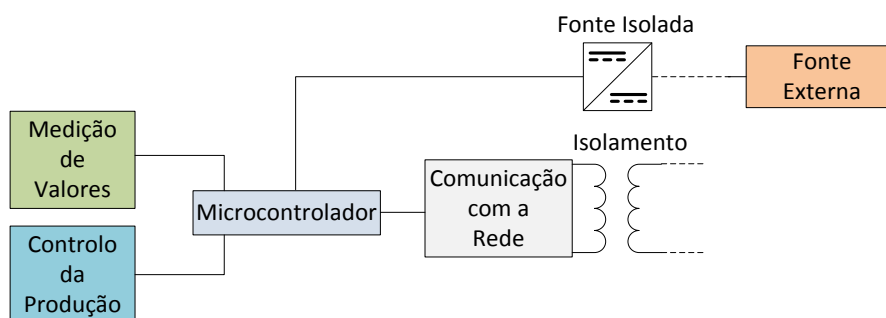 Fonte Isolada
Fonte
Externa
Medição
de
Valores
Isolamento
Comunicação
com a
Rede
Microcontrolador
Controlo
da
Produção